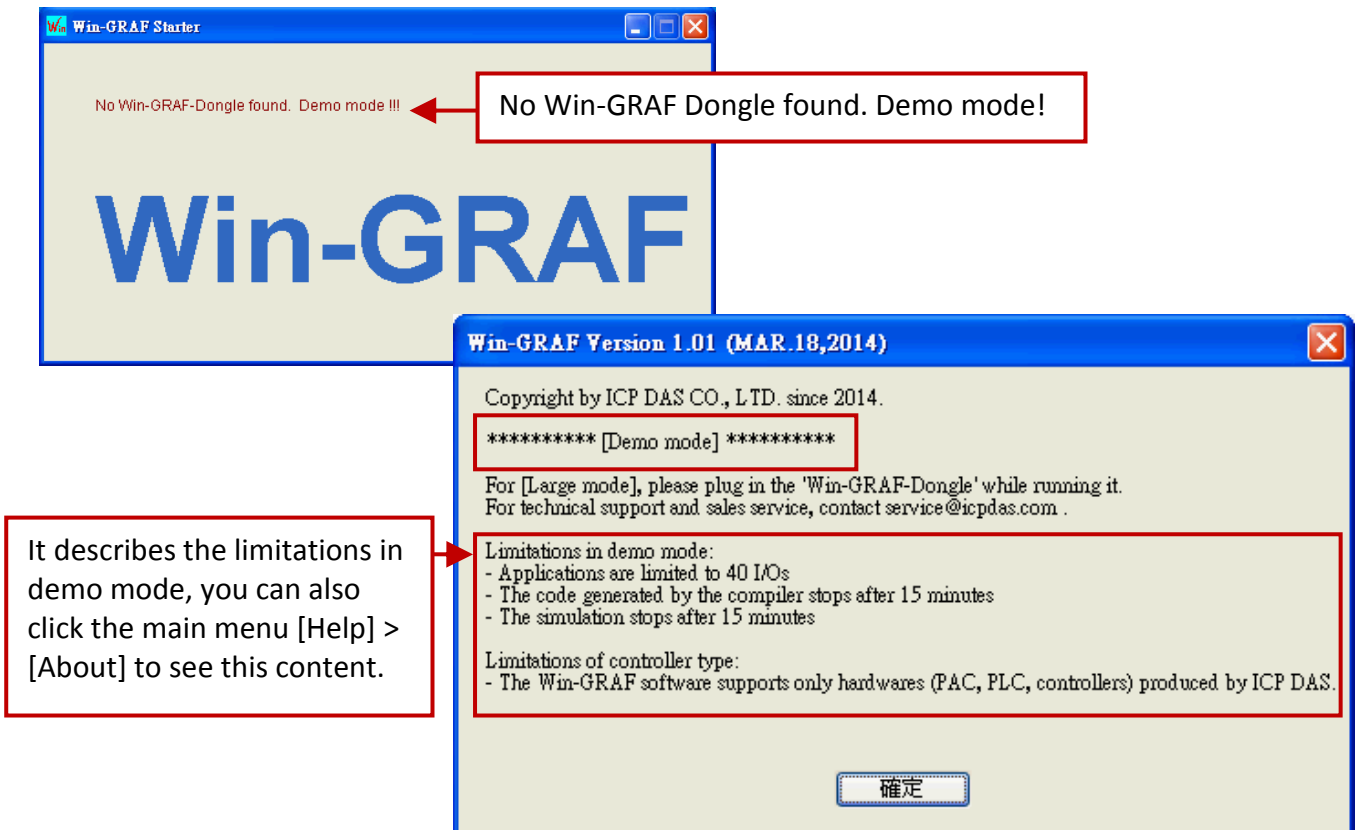 Win-GRAF Starter
No Win-GRAF-Dongle found. Demo mode !!!
No Win-GRAF Dongle found. Demo mode!
Win-GRAF
Win-GRAF Version 1.01 (MAR.18,2014)
Copyright by ICP DAS CO., LTD. since 2014.
********** [Demo mode] **********
For [Large mode], please plug in the 'Win-GRAF-Dongle' while running it.
For technical support and sales service, contact service@icpdas.com .
It describes the limitations in
demo mode, you can also
click the main menu [Help] >
[About] to see this content.
Limitations in demo mode:
- Applications are limited to 40 I/Os
- The code generated by the compiler stops after 15 minutes
- The simulation stops after 15 minutes
Limitations of controller type:
- The Win-GRAF software supports only hardwares (PAC, PLC, controllers) produced by ICP DAS.
確定